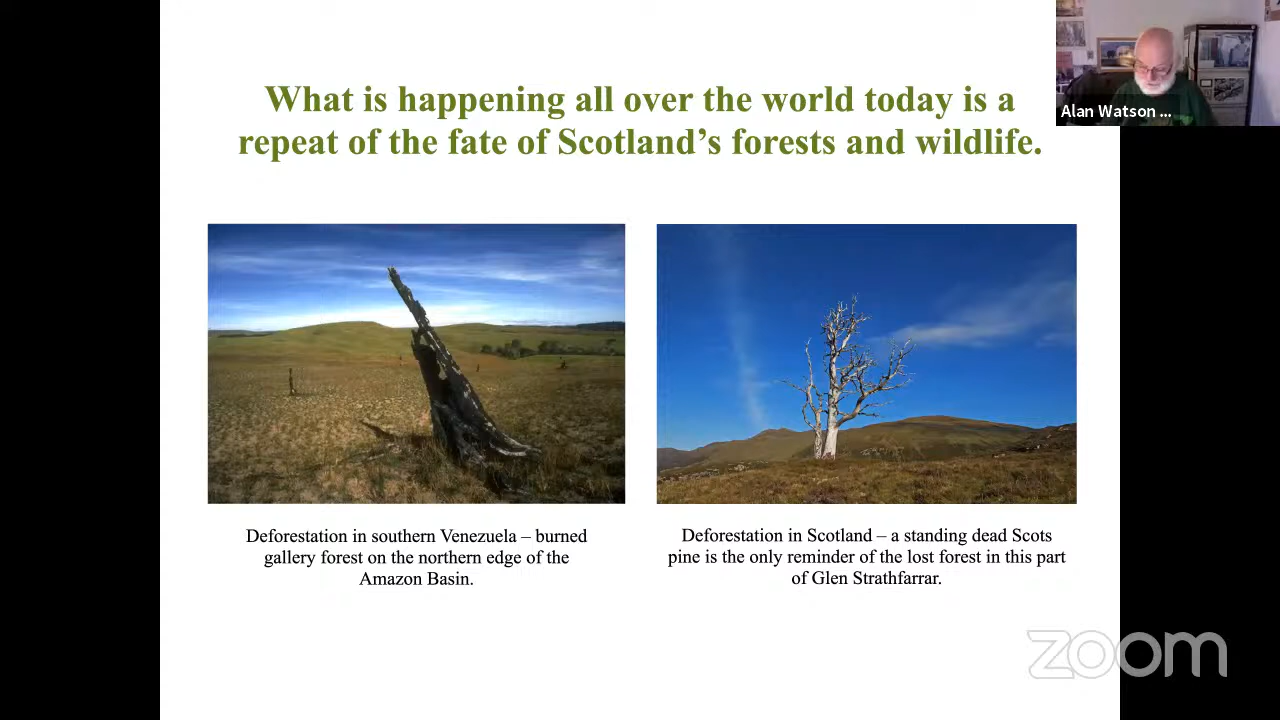 What is happening all over the world today is a
repeat of the fate of Scotland’s forests and wildlife.
Alan Watson ...
Deforestation in southern Venezuela – burned
gallery forest on the northern edge of the
Amazon Basin.
Deforestation in Scotland – a standing dead Scots
pine is the only reminder of the lost forest in this part
of Glen Strathfarrar.
zoom